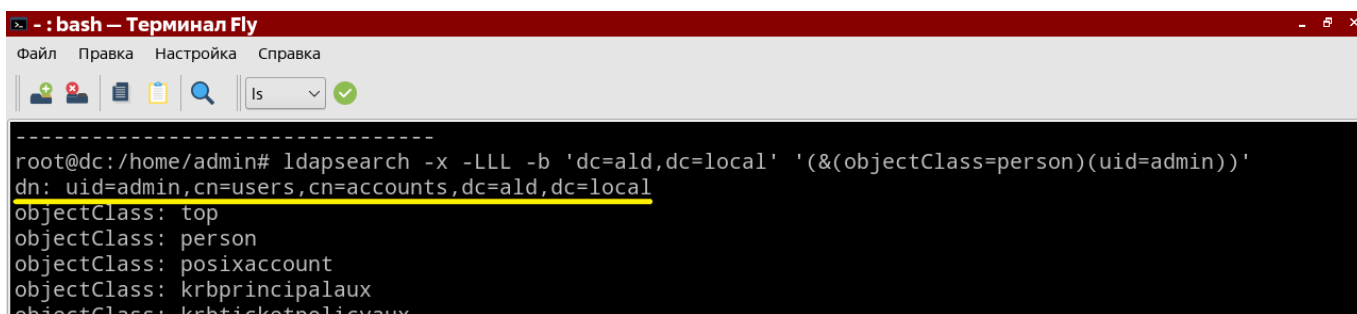 - : bash — Терминал Fly
Файл Правка Настройка Справка
ls
---------------------------------
root@dc:/home/admin# ldapsearch -x -LLL -b 'dc=ald,dc=local' '(&(objectClass=person)(uid=admin))'
dn: uid=admin,cn=users,cn=accounts,dc=ald,dc=local
objectClass: top
objectClass: person
objectClass: posixaccount
objectClass: krbprincipalaux
objectClass: krbticketpolicyaux